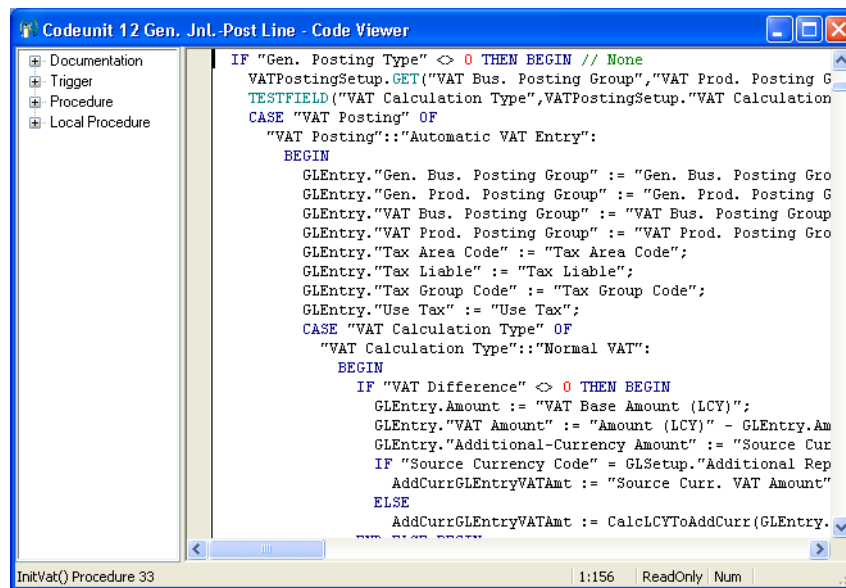 Codeunit 12 Gen. Jnl.-Post Line - Code Viewer
Documentation
Trigger
Procedure
Local Procedure
IF "Gen. Posting Type" <> 0 THEN BEGIN // None
VATPostingSetup.GET("VAT Bus. Posting Group","VAT Prod. Posting G
TESTFIELD("VAT Calculation Type",VATPostingSetup."VAT Calculation
CASE "VAT Posting" OF
"VAT Posting"::"Automatic VAT Entry":
BEGIN
GLEntry."Gen. Bus. Posting Group" := "Gen. Bus. Posting Gro
GLEntry."Gen. Prod. Posting Group" := "Gen. Prod. Posting G
GLEntry."VAT Bus. Posting Group" := "VAT Bus. Posting Group
GLEntry."VAT Prod. Posting Group" := "VAT Prod. Posting Gro
GLEntry."Tax Area Code" := "Tax Area Code";
GLEntry."Tax Liable" := "Tax Liable";
GLEntry."Tax Group Code" := "Tax Group Code";
GLEntry."Use Tax" := "Use Tax";
CASE "VAT Calculation Type" OF
"VAT Calculation Type"::"Normal VAT":
BEGIN
IF "VAT Difference" <> 0 THEN BEGIN
GLEntry.Amount := "VAT Base Amount (LCY)";
GLEntry."VAT Amount" := "Amount (LCY)" - GLEntry.Am
GLEntry."Additional-Currency Amount" := "Source Cur
IF "Source Currency Code" = GLSetup."Additional Rep
AddCurrGLEntryVATAmt := "Source Curr. VAT Amount"
ELSE
AddCurrGLEntryVATAmt := CalcLCYToAddCurr(GLEntry.
END ELSE BEGIN
InitVat() Procedure 33
1:156
ReadOnly
Num